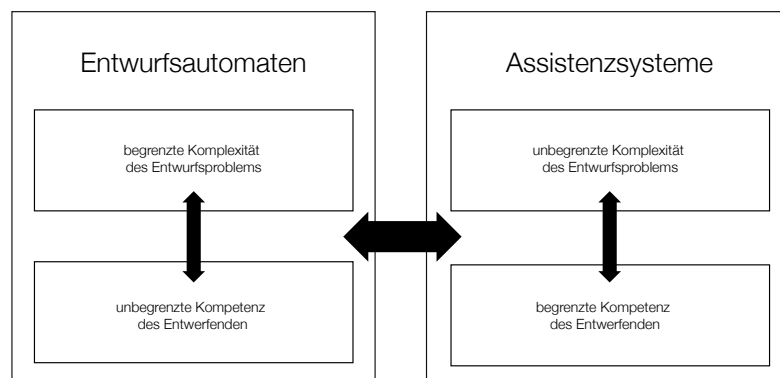 Entwurfsautomaten
begrenzte Komplexität
des Entwurfsproblems
unbegrenzte Kompetenz
des Entwerfenden
Assistenzsysteme
unbegrenzte Komplexität
des Entwurfsproblems
begrenzte Kompetenz
des Entwerfenden